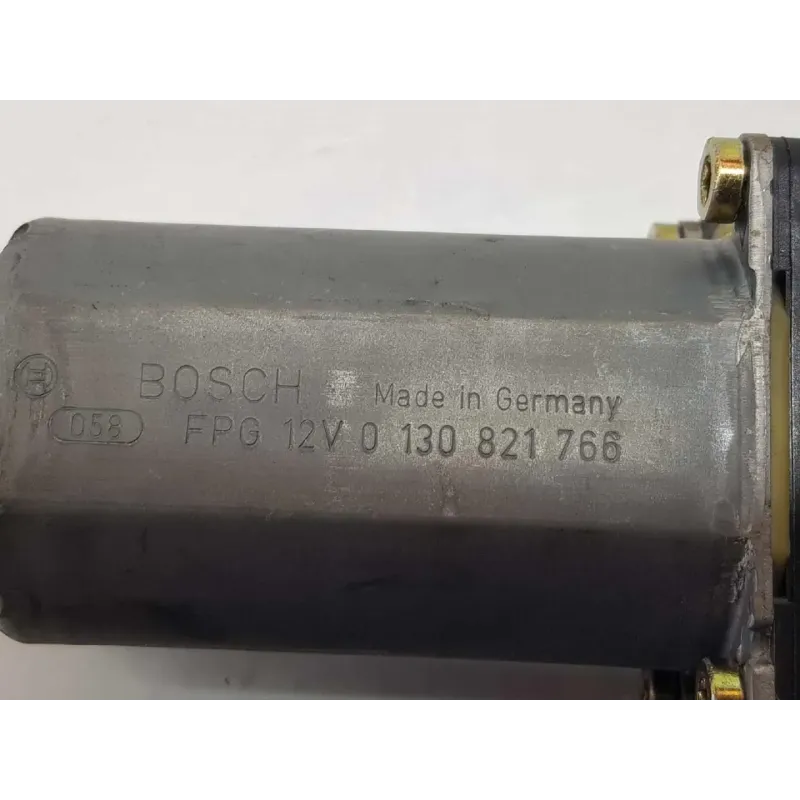 BOSCH Made in Germany
058 FPG 12V 0 130 821 766